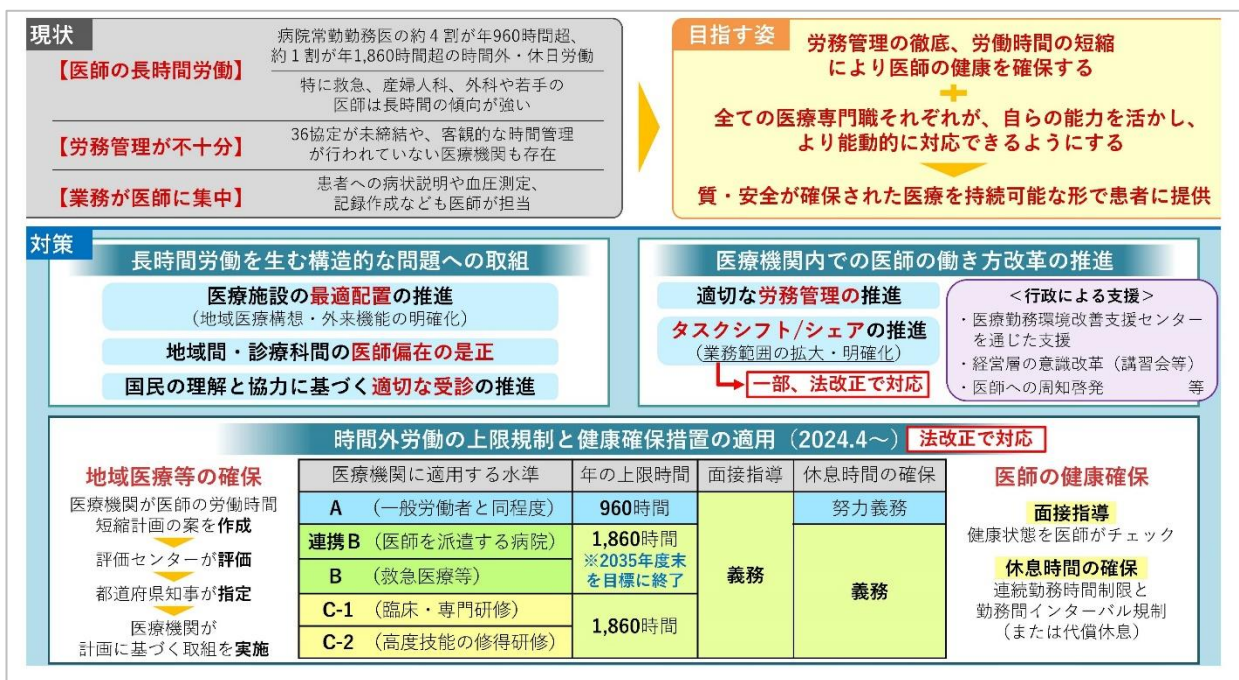 現状
【医師の長時間労働】
病院常勤勤務医の約4割が年960時間超、
約1割が年1,860時間超の時間外・休日労働
特に救急、産婦人科、外科や若手の
医師は長時間の傾向が強い
【労務管理が不十分】
36協定が未締結や、客観的な時間管理
が行われていない医療機関も存在
【業務が医師に集中】
患者への病状説明や血圧測定、
記録作成なども医師が担当
目指す姿
労務管理の徹底、労働時間の短縮
により医師の健康を確保する
+
全ての医療専門職それぞれが、自らの能力を活かし、
より能動的に対応できるようにする
質・安全が確保された医療を持続可能な形で患者に提供
対策
長時間労働を生む構造的な問題への取組
医療施設の最適配置の推進
(地域医療構想・外来機能の明確化)
地域間・診療科間の医師偏在の是正
国民の理解と協力に基づく適切な受診の推進
医療機関内での医師の働き方改革の推進
適切な労務管理の推進
タスクシフト/シェアの推進
(業務範囲の拡大・明確化)
一部、法改正で対応
<行政による支援>
・医療勤務環境改善支援センター
を通じた支援
・経営層の意識改革(講習会等)
・医師への周知啓発 等
時間外労働の上限規制と健康確保措置の適用(2024.4~) 法改正で対応
地域医療等の確保
医療機関が医師の労働時間
短縮計画の案を作成
評価センターが評価
都道府県知事が指定
医療機関が
計画に基づく取組を実施
医療機関に適用する水準 年の上限時間 面接指導 休息時間の確保
A (一般労働者と同程度) 960時間 努力義務
連携B (医師を派遣する病院) 1,860時間
※2035年度末
を目標に終了
B (救急医療等)
義務 義務
C-1 (臨床・専門研修) 1,860時間
C-2 (高度技能の修得研修)
医師の健康確保
面接指導
健康状態を医師がチェック
休息時間の確保
連続勤務時間制限と
勤務間インターバル規制
(または代償休息)